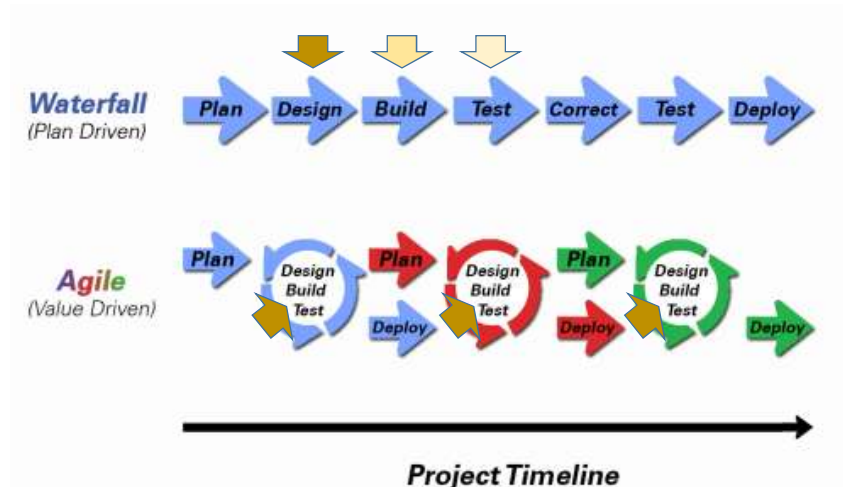 Waterfall
(Plan Driven)
Plan Design Build Test Correct Test Deploy
Agile
(Value Driven)
Plan
Design
Build
Test
Plan
Deploy
Design
Build
Test
Plan
Deploy
Design
Build
Test
Deploy
Project Timeline